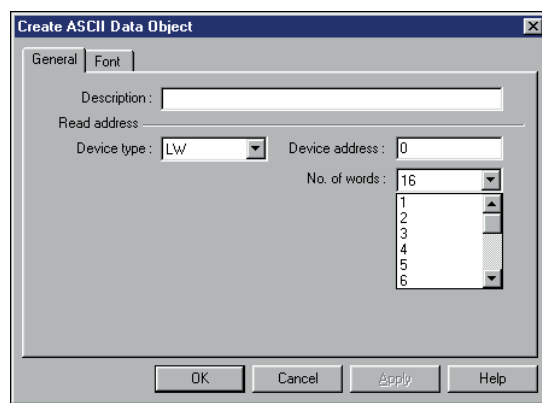 Create ASCII Data Object
General Font
Description :
Read address
Device type : LW Device address : 0
No. of words : 16
1
2
3
4
5
6
OK Cancel Apply Help